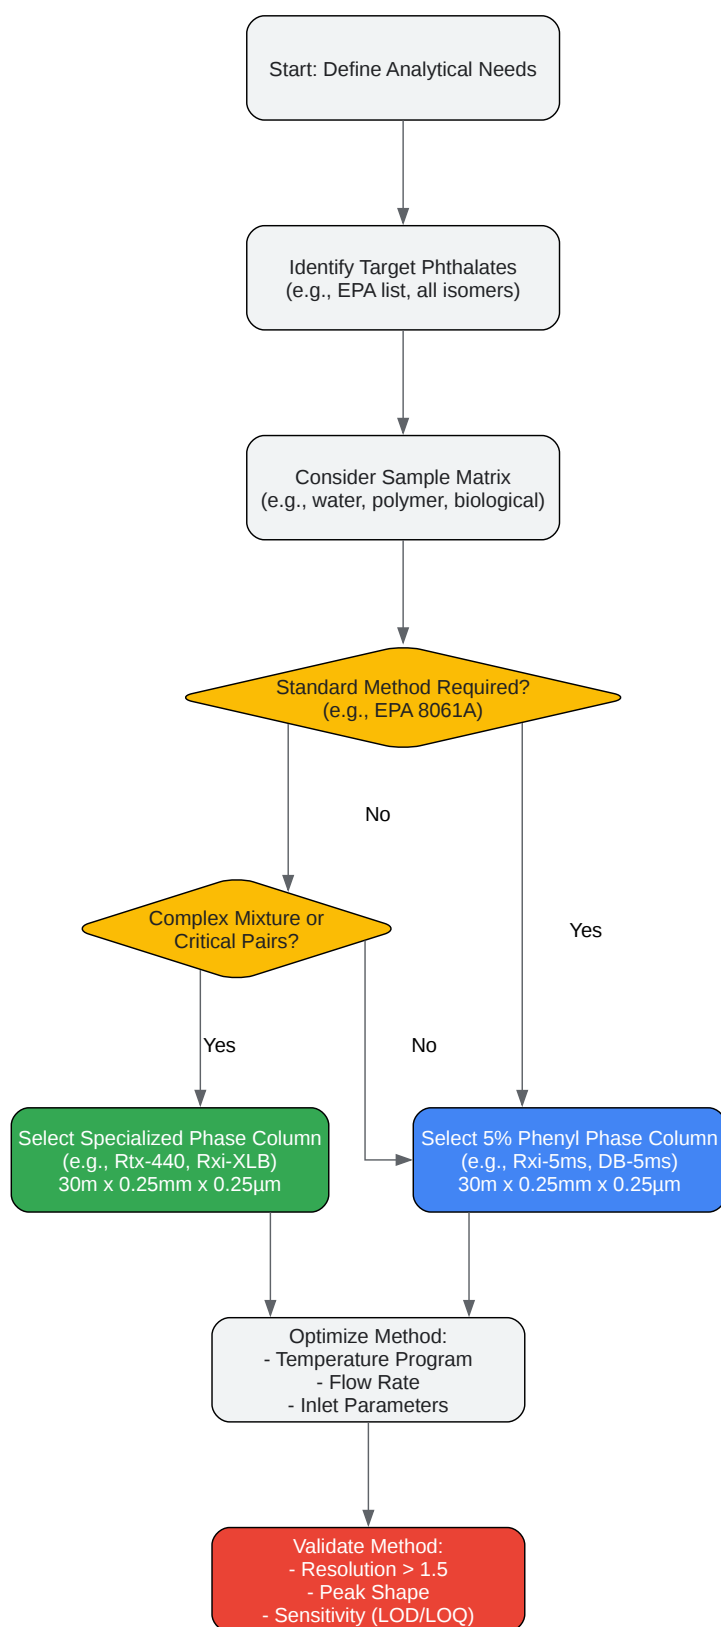 Start: Define Analytical Needs
Identify Target Phthalates
(e.g., EPA list, all isomers)
Consider Sample Matrix
(e.g., water, polymer, biological)
Standard Method Required?
(e.g., EPA 8061A)
No
Complex Mixture or
Critical Pairs?
Yes
Yes
No
Select Specialized Phase Column
(e.g., Rtx-440, Rxi-XLB)
30m x 0.25mm x 0.25µm
Select 5% Phenyl Phase Column
(e.g., Rxi-5ms, DB-5ms)
30m x 0.25mm x 0.25µm
Optimize Method:
- Temperature Program
- Flow Rate
- Inlet Parameters
Validate Method:
- Resolution > 1.5
- Peak Shape
- Sensitivity (LOD/LOQ)